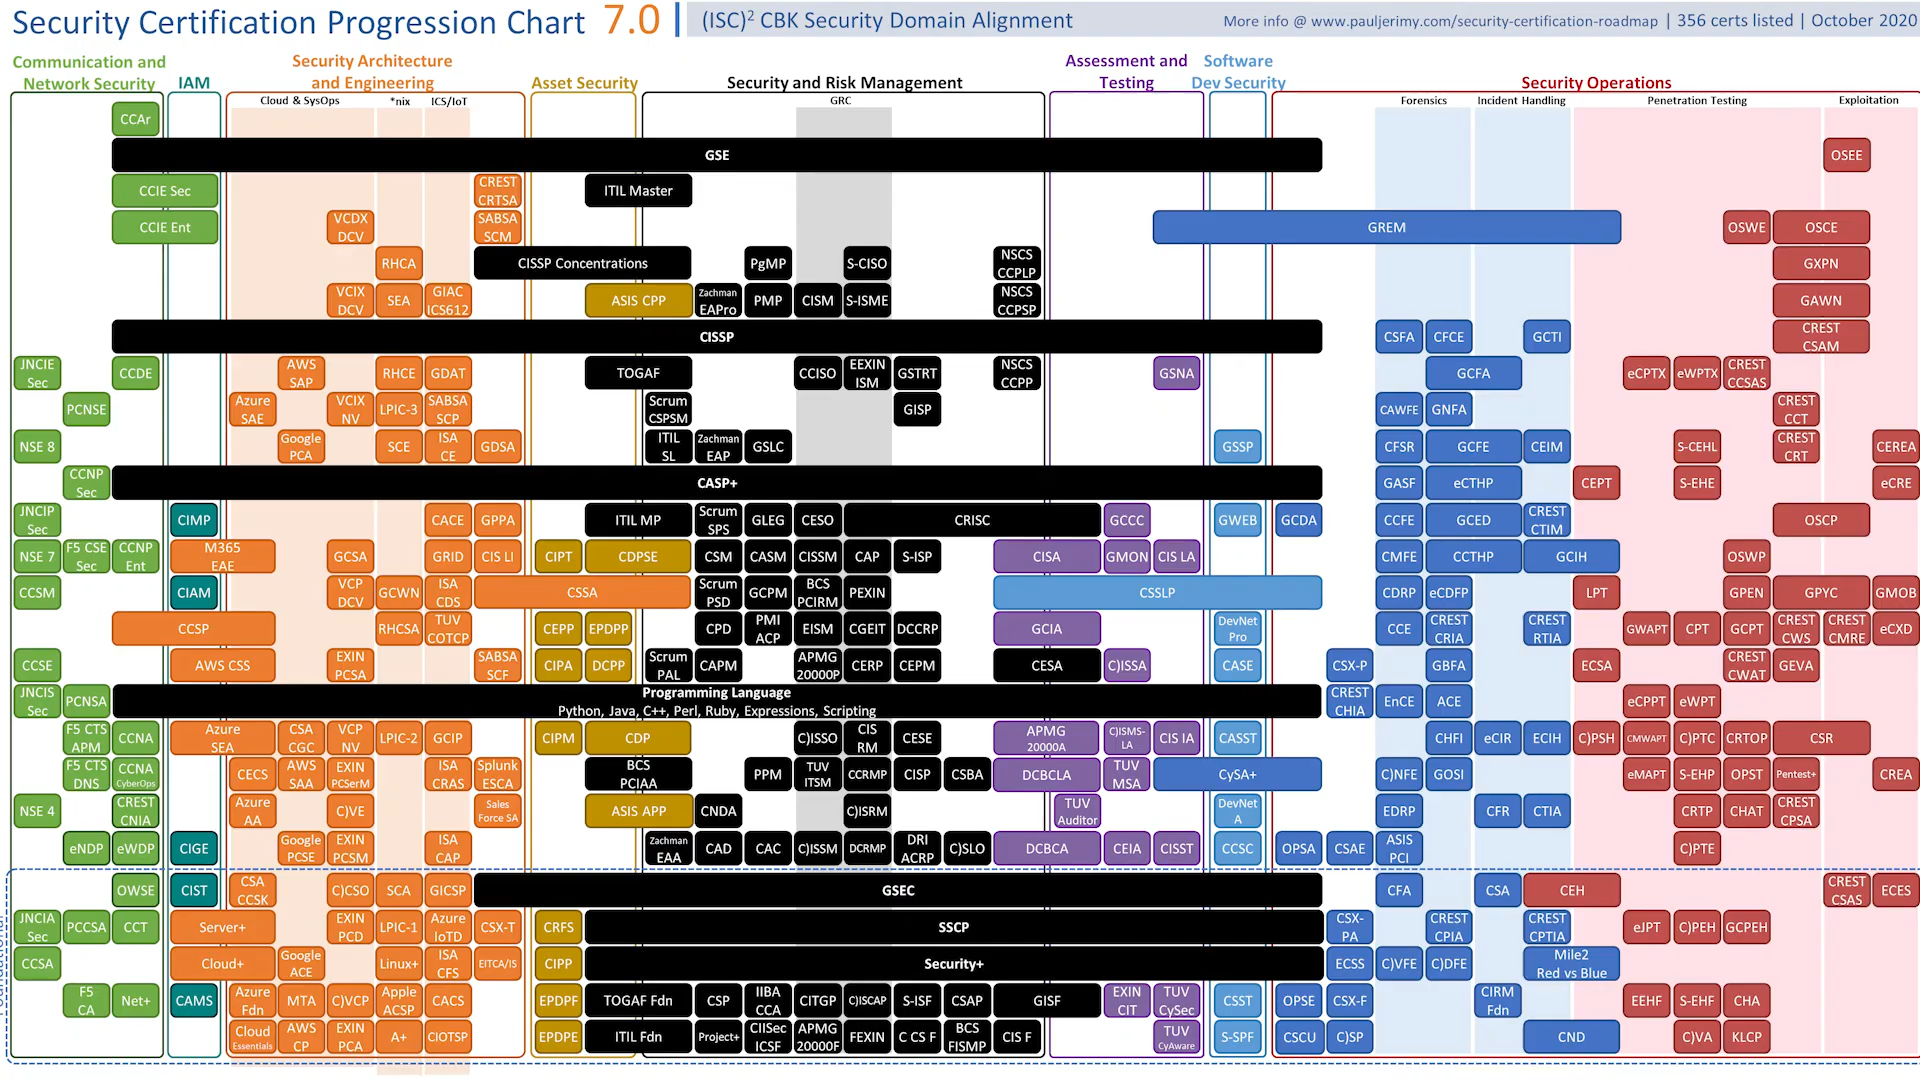 Security Certification Progression Chart 7.0
(ISC)² CBK Security Domain Alignment
More info @ www.pauljerimy.com/security-certification-roadmap | 356 certs listed | October 2020
Communication and
Network Security
IAM
Security Architecture
and Engineering
Asset Security
Security and Risk Management
Assessment and
Testing
Software
Dev Security
Security Operations
Cloud & SysOps
*nix
ICS/IoT
GRC
Forensics
Incident Handling
Penetration Testing
Exploitation
CCAr
GSE
OSEE
CCIE Sec
CREST
CRTSA
ITIL Master
CCIE Ent
VCDX
DCV
SABSA
SCM
GREM
OSWE
OSCE
RHCA
CISSP Concentrations
PgMP
S-CISO
NSCS
CCPLP
GXPN
VCIX
DCV
SEA
GIAC
ICS612
ASIS CPP
Zachman
EAPro
PMP
CISM
S-ISME
NSCS
CCPSP
GAWN
CISSP
CSFA
CFCE
GCTI
CREST
CSAM
JNCIE
Sec
CCDE
AWS
SAP
RHCE
GDAT
TOGAF
CCISO
EEXIN
ISM
GSTRT
NSCS
CCPP
GSNA
GCFA
eCPTX
eWPTX
CREST
CCSAS
PCNSE
Azure
SAE
VCIX
NV
LPIC-3
SABSA
SCP
Scrum
CSPSM
GISP
CAWFE
GNFA
CREST
CCT
NSE 8
Google
PCA
SCE
ISA
CE
GDSA
ITIL
SL
Zachman
EAP
GSLC
GSSP
CFSR
GCFE
CEIM
S-CEHL
CREST
CRT
CEREA
CCNP
Sec
CASP+
GASF
eCTHP
CEPT
S-EHE
eCRE
JNCIP
Sec
CIMP
CACE
GPPA
ITIL MP
Scrum
SPS
GLEG
CESO
CRISC
GCCC
GWEB
GCDA
CCFE
GCED
CREST
CTIM
OSCP
NSE 7
F5 CSE
Sec
CCNP
Ent
M365
EAE
GCSA
GRID
CIS LI
CIPT
CDPSE
CSM
CASM
CISSM
CAP
S-ISP
CISA
GMON
CIS LA
CMFE
CCTHP
GCIH
OSWP
CCSM
CIAM
VCP
DCV
GCWN
ISA
CDS
CSSA
Scrum
PSD
GCPM
BCS
PCIRM
PEXIN
CSSLP
CDRP
eCDFP
LPT
GPEN
GPYC
GMOB
CCSP
RHCSA
TUV
COTCP
CEPP
EPDPP
CPD
PMI
ACP
EISM
CGEIT
DCCRP
GCIA
DevNet
Pro
CCE
CREST
CRIA
CREST
RTIA
GWAPT
CPT
GCPT
CREST
CWS
CREST
CMRE
eCXD
CCSE
AWS CSS
EXIN
PCSA
SABSA
SCF
CIPA
DCPP
Scrum
PAL
CAPM
APMG
20000P
CERP
CEPM
CESA
C)ISSA
CASE
CSX-P
GBFA
ECSA
CREST
CWAT
GEVA
JNCIS
Sec
PCNSA
Programming Language
Python, Java, C++, Perl, Ruby, Expressions, Scripting
CREST
CHIA
EnCE
ACE
eCPPT
eWPT
F5 CTS
APM
CCNA
Azure
SEA
CSA
CGC
VCP
NV
LPIC-2
GCIP
CIPM
CDP
C)ISSO
CIS
RM
CESE
APMG
20000A
C)ISMS-
LA
CIS IA
CASST
CHFI
eCIR
ECIH
C)PSH
CMWAPT
C)PTC
CRTOP
CSR
F5 CTS
DNS
CCNA
CyberOps
CECS
AWS
SAA
EXIN
PCSerM
ISA
CRAS
Splunk
ESCA
BCS
PCIAA
PPM
TUV
ITSM
CCRMP
CISP
CSBA
DCBCLA
TUV
MSA
CySA+
C)NFE
GOSI
eMAPT
S-EHP
OPST
Pentest+
CREA
NSE 4
CREST
CNIA
Azure
AA
C)VE
Sales
Force SA
ASIS APP
CNDA
C)ISRM
TUV
Auditor
DevNet
A
EDRP
CFR
CTIA
CRTP
CHAT
CREST
CPSA
eNDP
eWDP
CIGE
Google
PCSE
EXIN
PCSM
ISA
CAP
Zachman
EAA
CAD
CAC
C)ISSM
DCRMP
DRI
ACRP
C)SLO
DCBCA
CEIA
CISST
CCSC
OPSA
CSAE
ASIS
PCI
C)PTE
OWSE
CIST
CSA
CCSK
C)CSO
SCA
GICSP
GSEC
CFA
CSA
CEH
CREST
CSAS
ECES
JNCIA
Sec
PCCSA
CCT
Server+
EXIN
PCD
LPIC-1
Azure
IoTD
CSX-T
CRFS
SSCP
CSX-
PA
CREST
CPIA
CREST
CPTIA
eJPT
C)PEH
GCPEH
CCSA
Cloud+
Google
ACE
Linux+
ISA
CFS
EITCA/IS
CIPP
Security+
ECSS
C)VFE
C)DFE
Mile2
Red vs Blue
F5
CA
Net+
CAMS
Azure
Fdn
MTA
C)VCP
Apple
ACSP
CACS
EPDPF
TOGAF Fdn
CSP
IIBA
CCA
CITGP
C)ISCAP
S-ISF
CSAP
GISF
EXIN
CIT
TUV
CySec
CSST
OPSE
CSX-F
CIRM
Fdn
EEHF
S-EHF
CHA
Cloud
Essentials
AWS
CP
EXIN
PCA
A+
CIOTSP
EPDPE
ITIL Fdn
Project+
CIISec
ICSF
APMG
20000F
FEXIN
C CS F
BCS
FISMP
CIS F
TUV
CyAware
S-SPF
CSCU
C)SP
CND
C)VA
KLCP